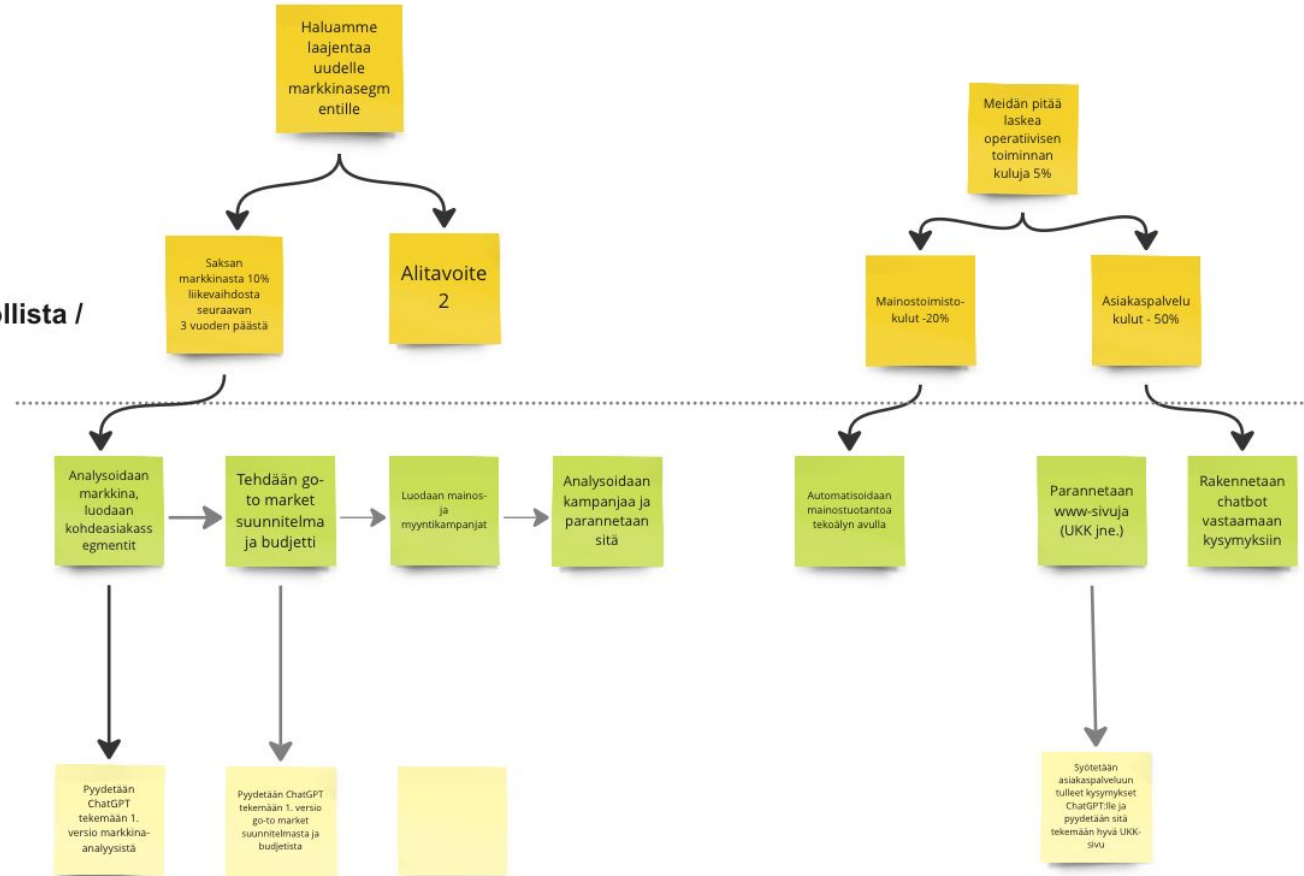 Haluamme
laajentaa
uudelle
markkinasegm
entille
Meidän pitää
laskea
operatiivisen
toiminnan
kuluja 5%
Saksan
markkinasta 10%
liikevaihdosta
seuraavan
3 vuoden päästä
Alitavoite
2
llista /
Mainostoimisto-
kulut -20%
Asiakaspalvelu
kulut - 50%
Analysoidaan
markkina,
luodaan
kohdeasiakass
egmentit
Tehdään go-
to market
suunnitelma
ja budjetti
Luodaan mainos-
ja
myyntikampanjat
Analysoidaan
kampanjaa ja
parannetaan
sitä
Automatisoidaan
mainostuotantoa
tekoälyn avulla
Parannetaan
www-sivuja
(UKK jne.)
Rakennetaan
chatbot
vastaamaan
kysymyksiin
Pyydetään
ChatGPT
tekemään 1.
versio markkina-
analyysistä
Pyydetään ChatGPT
tekemään 1. versio
go-to market
suunnitelmasta ja
budjetista
Syötetään
asiakaspalveluun
tulleet kysymykset
ChatGPT:lle ja
pyydetään sitä
tekemään hyvä UKK-
sivu